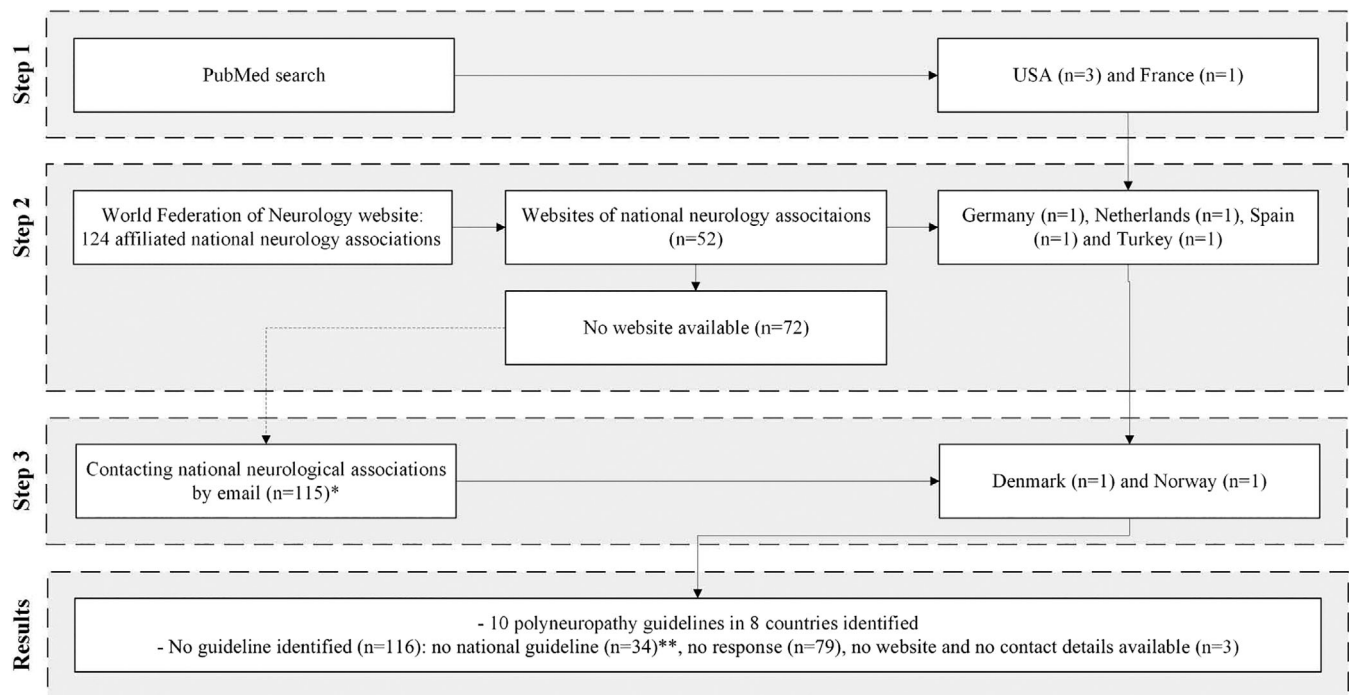 Step 1
PubMed search
USA (n=3) and France (n=1)
Step 2
World Federation of Neurology website:
124 affiliated national neurology associations
Websites of national neurology associtaions
(n=52)
Germany (n=1), Netherlands (n=1), Spain
(n=1) and Turkey (n=1)
No website available (n=72)
Step 3
Contacting national neurological associations
by email (n=115)*
Denmark (n=1) and Norway (n=1)
Results
- 10 polyneuropathy guidelines in 8 countries identified
- No guideline identified (n=116): no national guideline (n=34)**, no response (n=79), no website and no contact details available (n=3)